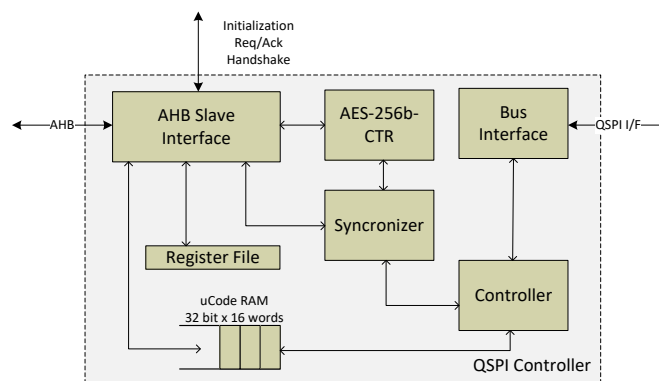 Initialization
Req/Ack
Handshake
AHB
AHB Slave
Interface
AES-256b-
CTR
Bus
Interface
QSPI I/F
Syncronizer
Register File
Controller
uCode RAM
32 bit x 16 words
QSPI Controller